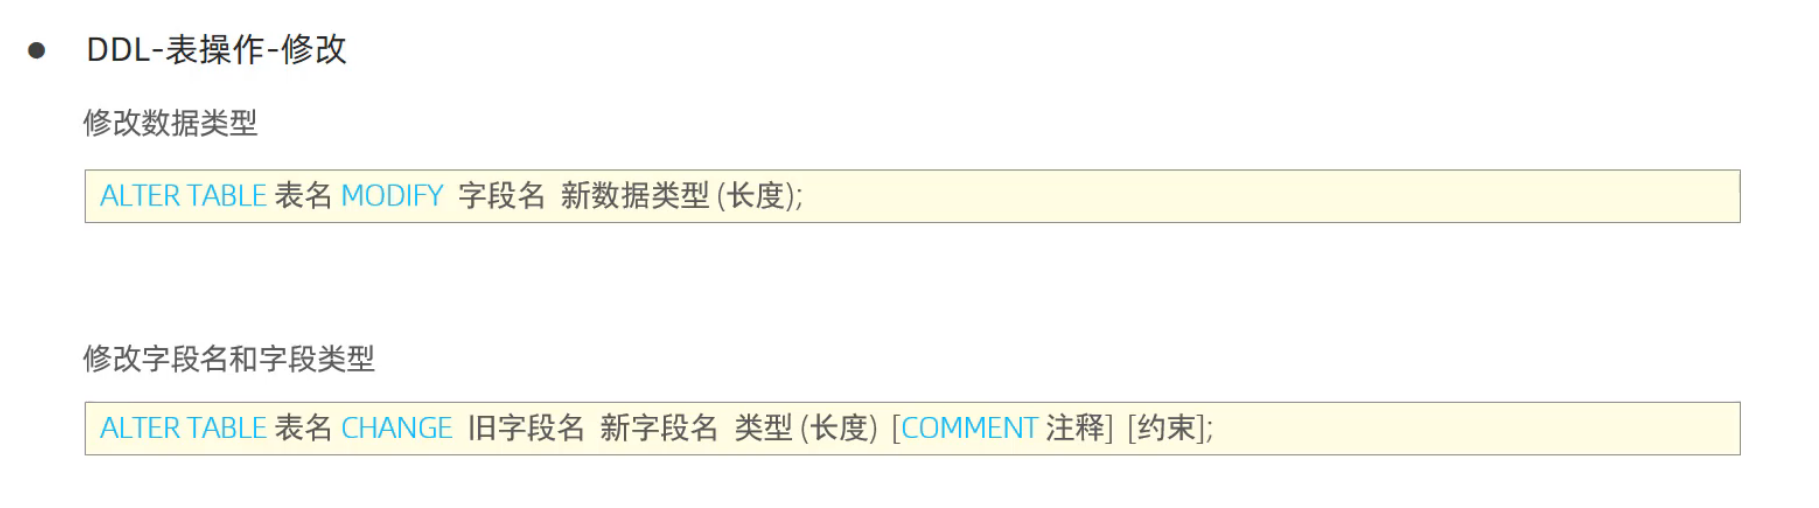 DDL-表操作-修改
修改数据类型
ALTER TABLE 表名 MODIFY 字段名 新数据类型 (长度);
修改字段名和字段类型
ALTER TABLE 表名 CHANGE 旧字段名 新字段名 类型 (长度) [COMMENT 注释] [约束];